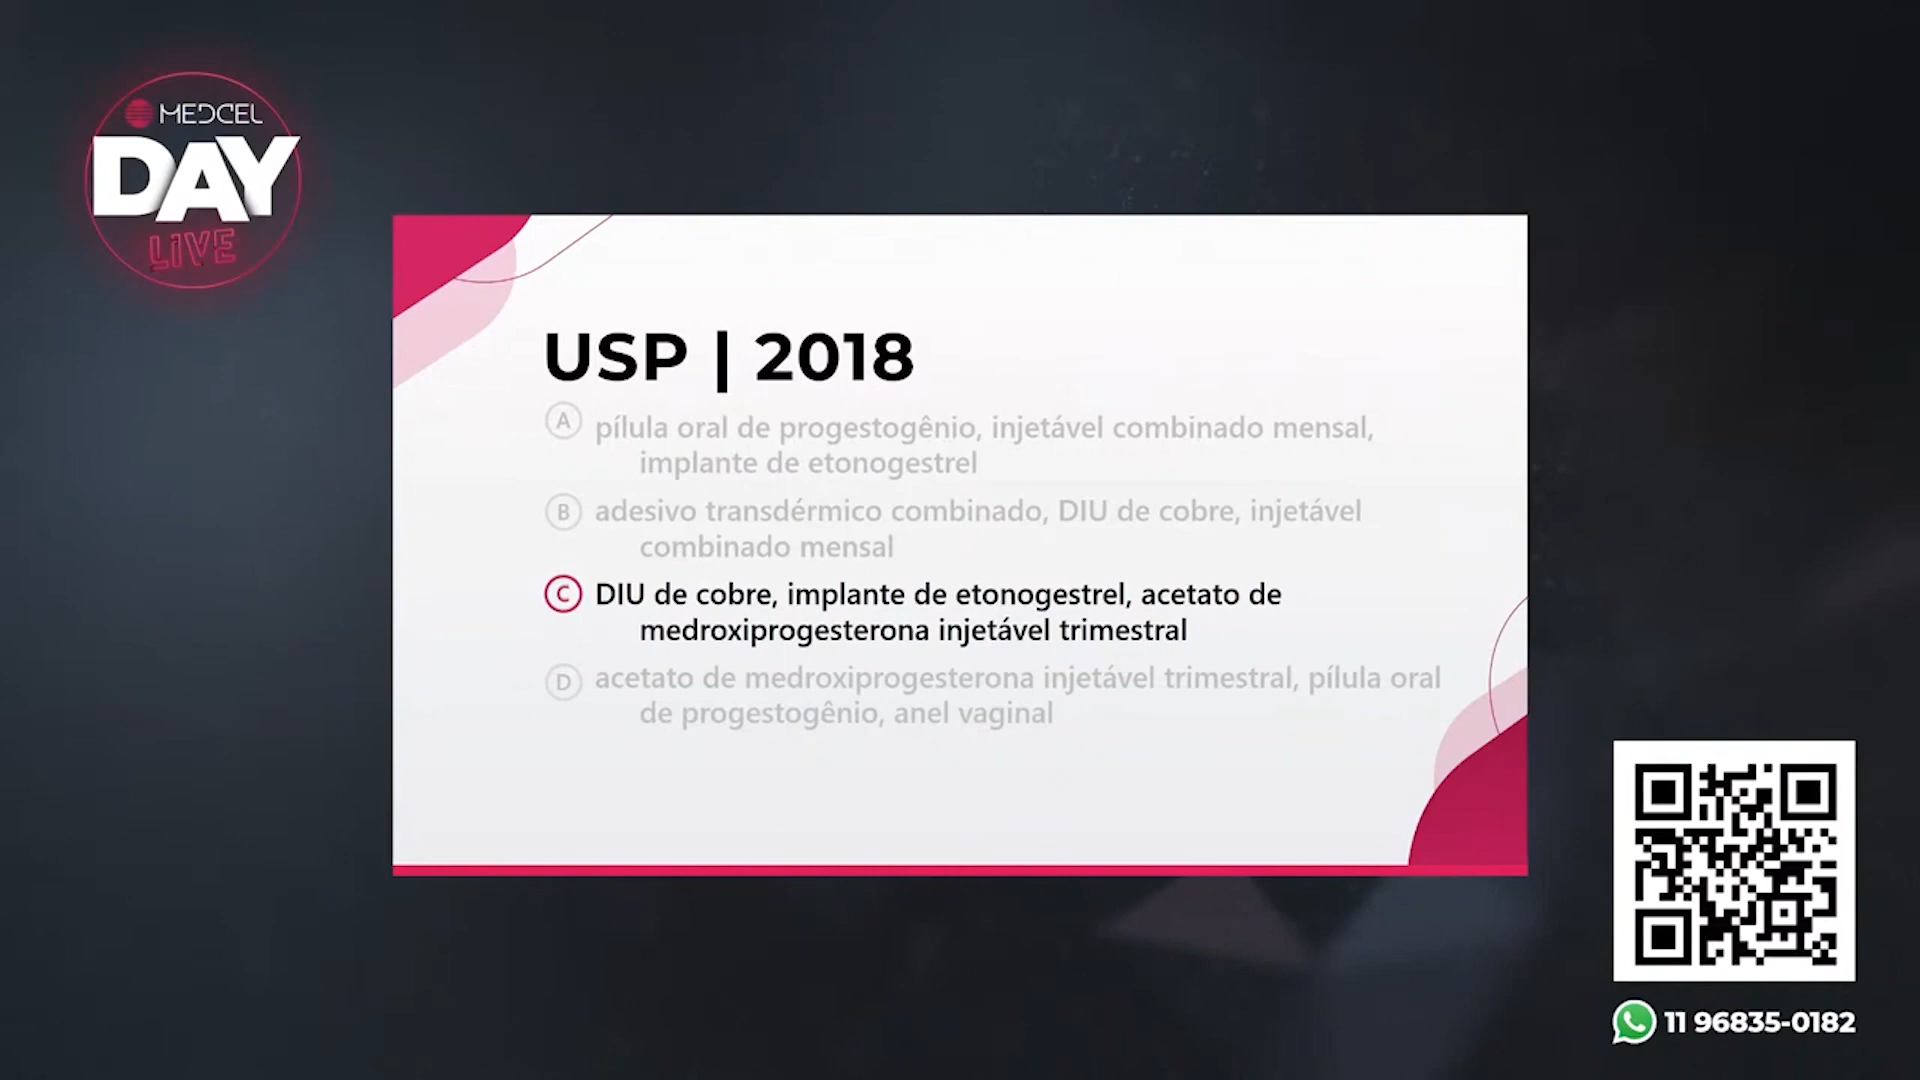 MEDCEL
DAY
LIVE
USP | 2018
A pílula oral de progestogênio, injetável combinado mensal,
implante de etonogestrel
B adesivo transdérmico combinado, DIU de cobre, injetável
combinado mensal
C DIU de cobre, implante de etonogestrel, acetato de
medroxiprogesterona injetável trimestral
D acetato de medroxiprogesterona injetável trimestral, pílula oral
de progestogênio, anel vaginal
11 96835-0182